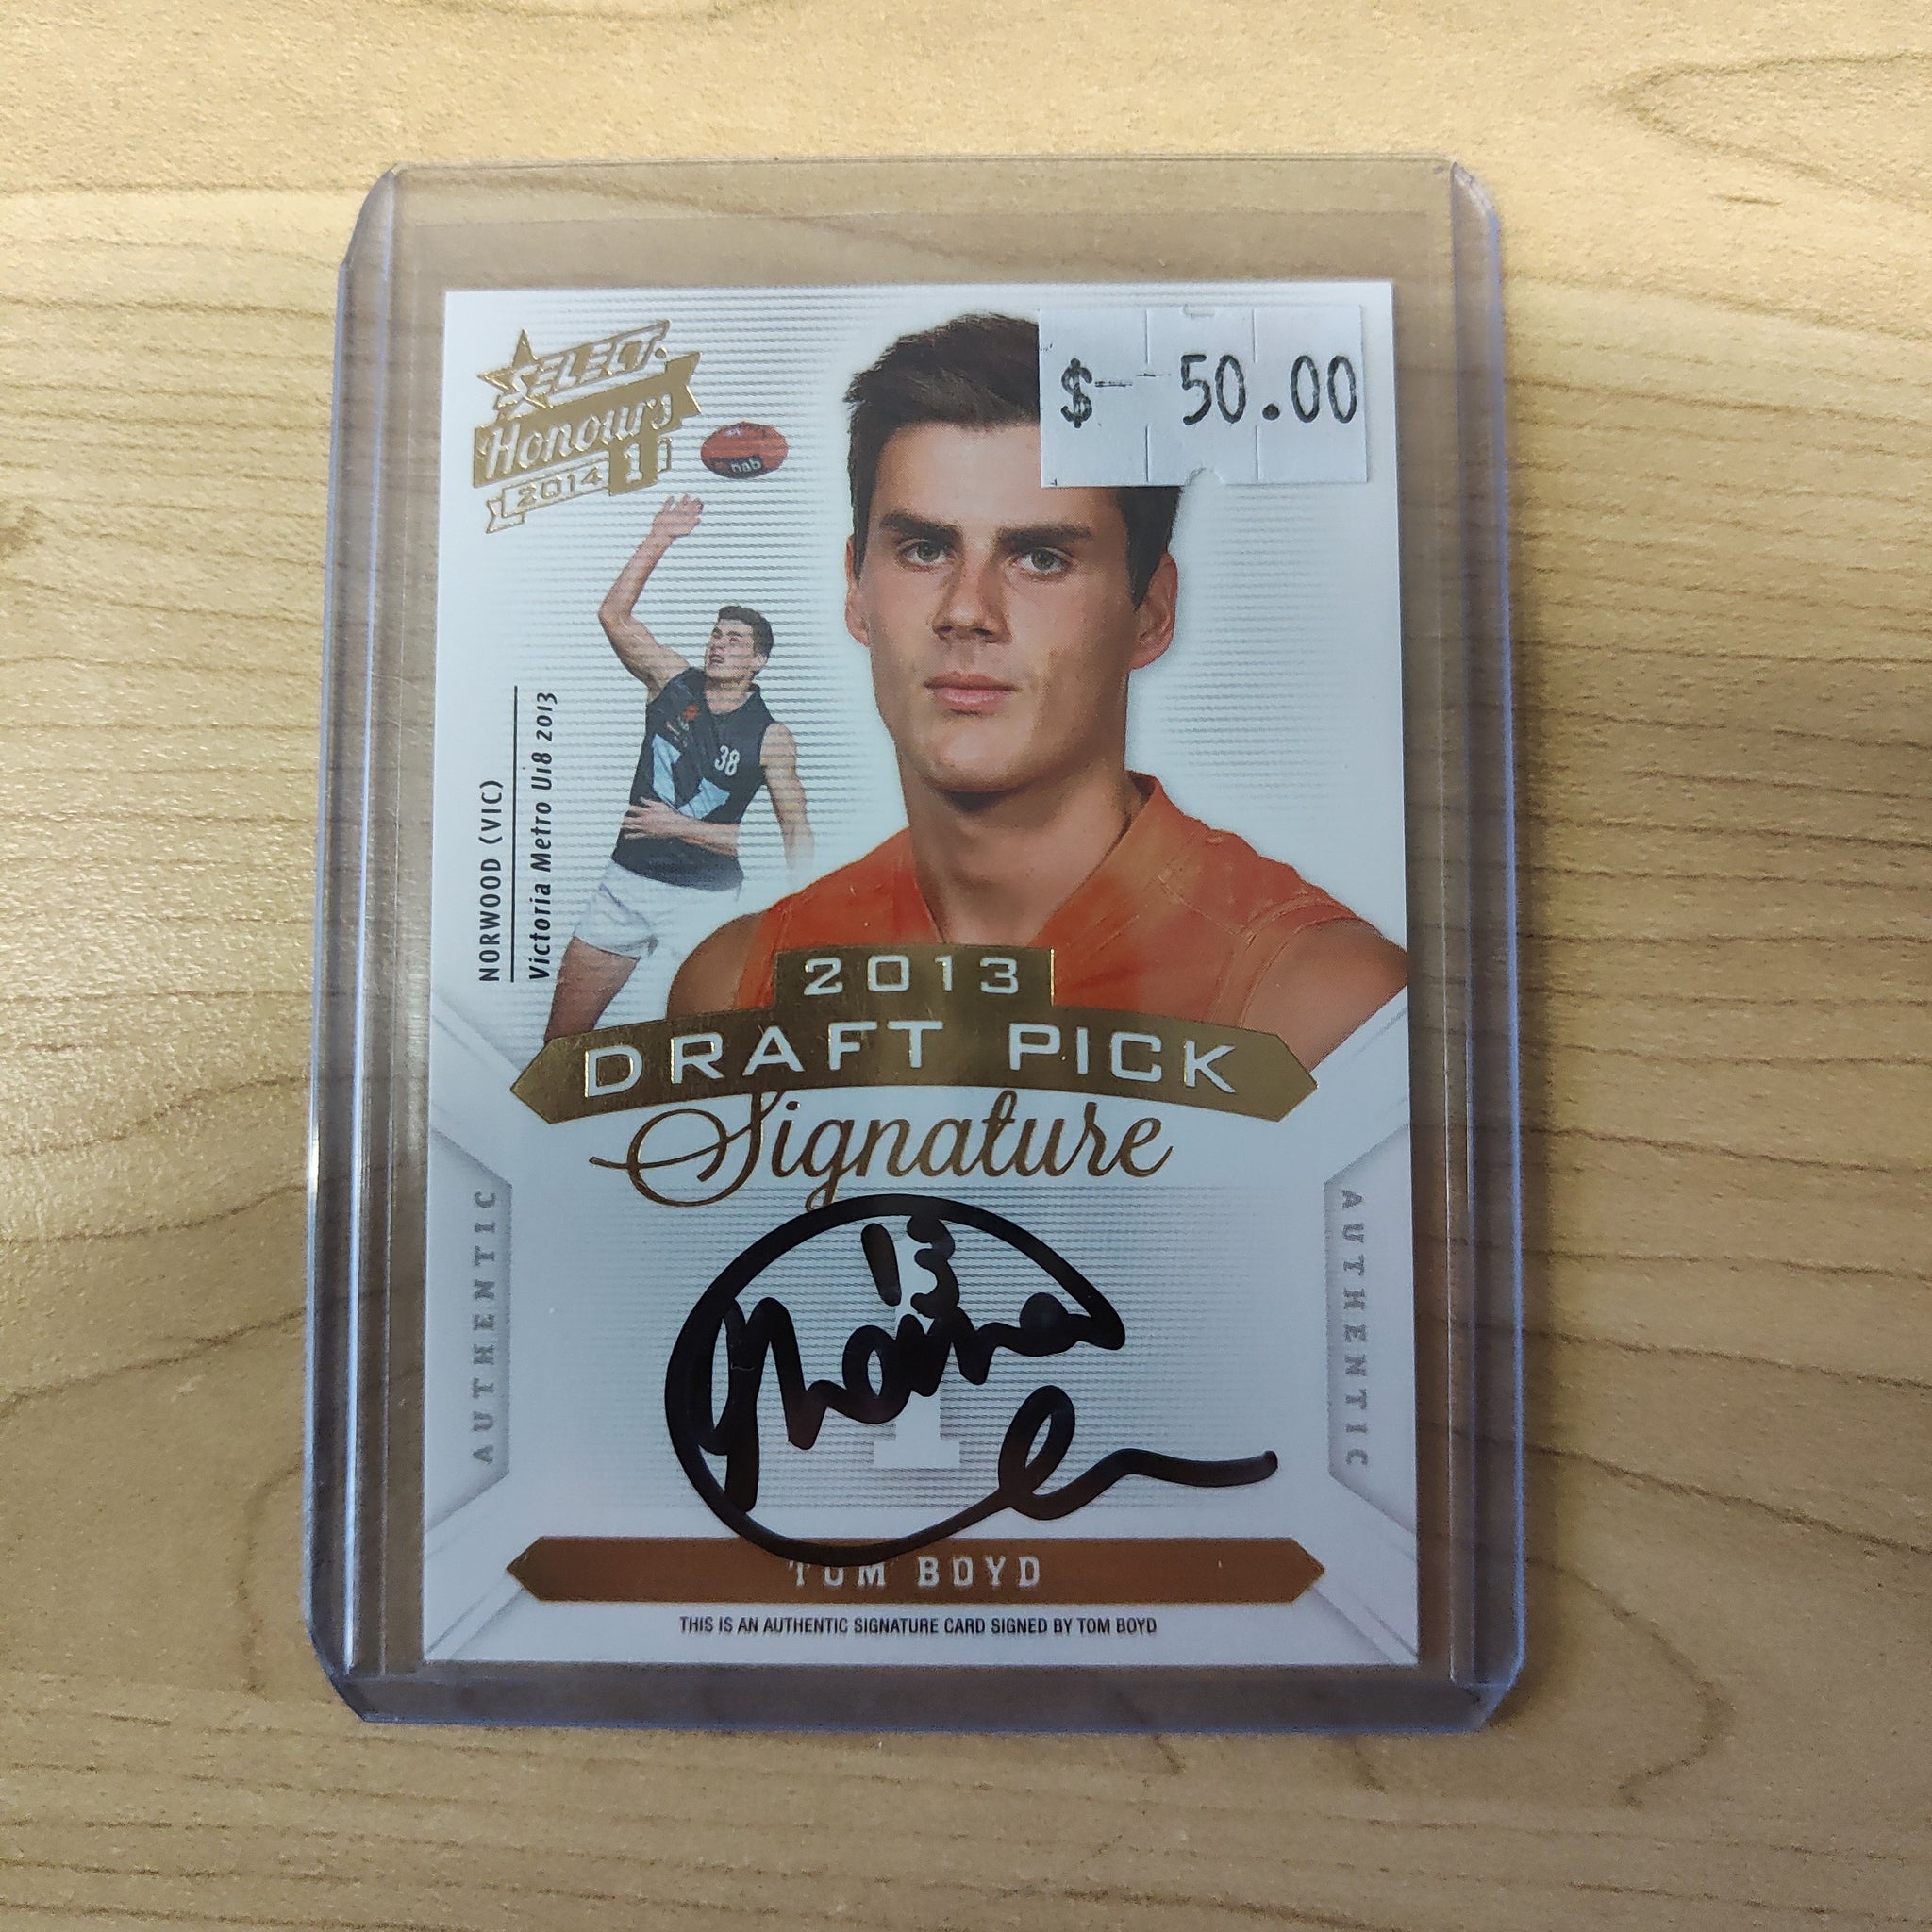 SELECT.
Honours
2014 1
nab
$ 50.00
38
NORWOOD (VIC)
Victoria Metro U18 2013
2013
DRAFT PICK
Signature
AUTHENTIC
AUTHENTIC
13
1
TOM BOYD
THIS IS AN AUTHENTIC SIGNATURE CARD SIGNED BY TOM BOYD